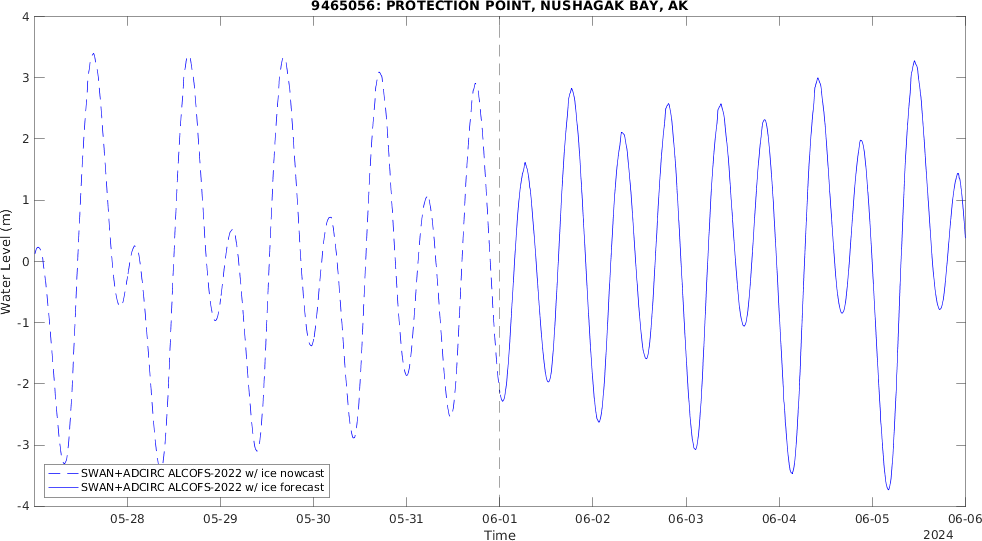 9465056: PROTECTION POINT, NUSHAGAK BAY, AK
Water Level (m)
4
3
2
1
0
-1
-2
-3
-4
SWAN+ADCIRC ALCOFS-2022 w/ ice nowcast
SWAN+ADCIRC ALCOFS-2022 w/ ice forecast
05-28 05-29 05-30 05-31 06-01 06-02 06-03 06-04 06-05 06-06
Time
2024